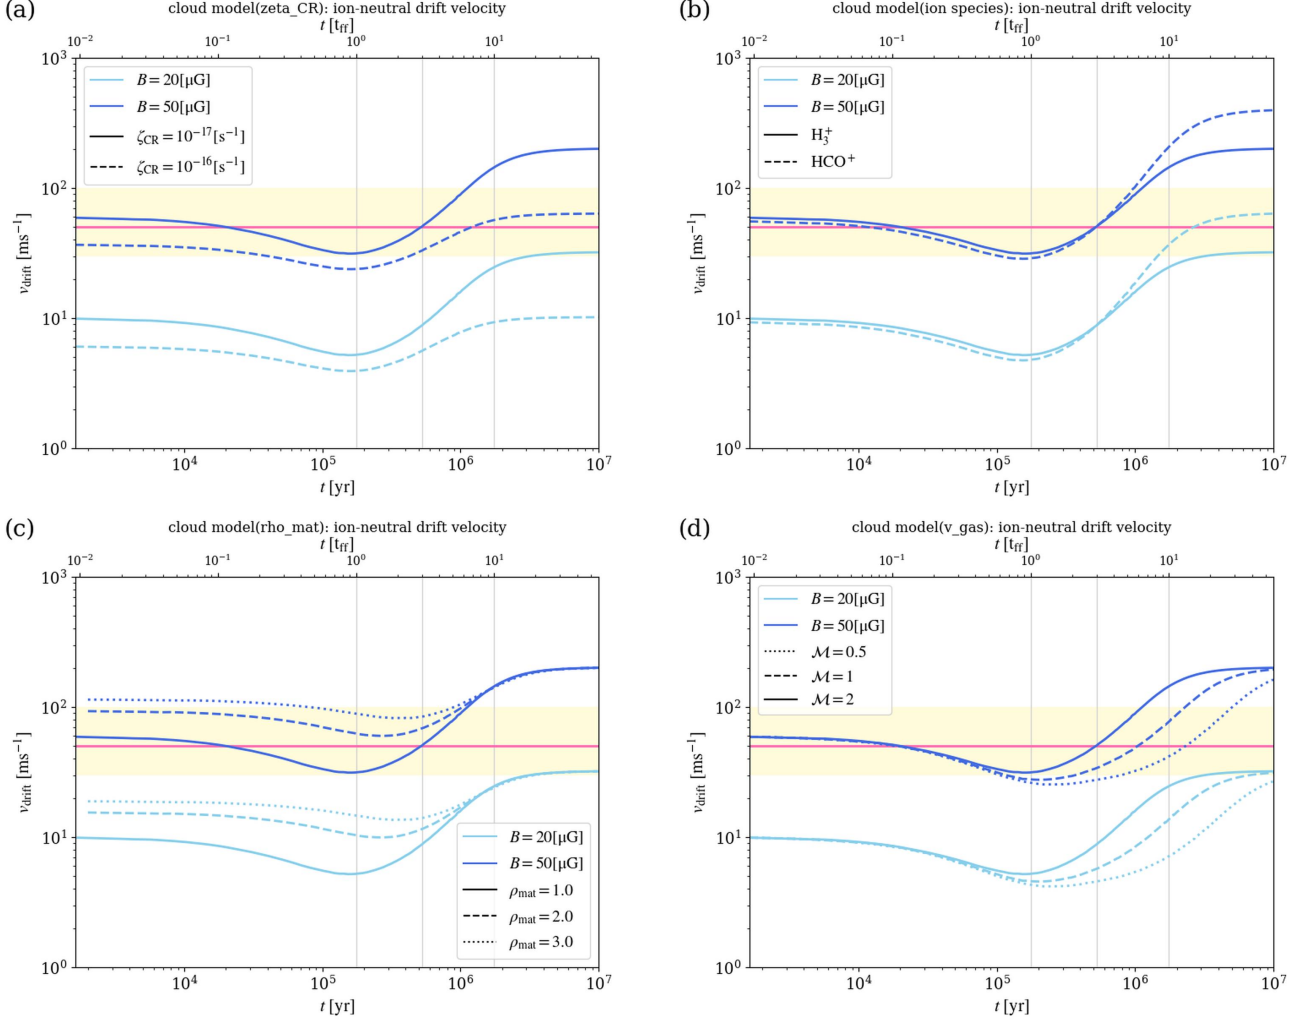 (a)
cloud model(zeta_CR): ion-neutral drift velocity
t [t_ff]
10^-2 10^-1 10^0 10^1
10^3
10^2
10^1
10^0
v_drift [ms^-1]
B = 20[μG]
B = 50[μG]
ζ_CR = 10^-17[s^-1]
ζ_CR = 10^-16[s^-1]
10^4 10^5 10^6 10^7
t [yr]
(b)
cloud model(ion species): ion-neutral drift velocity
t [t_ff]
10^-2 10^-1 10^0 10^1
10^3
10^2
10^1
10^0
v_drift [ms^-1]
B = 20[μG]
B = 50[μG]
H_3^+
HCO^+
10^4 10^5 10^6 10^7
t [yr]
(c)
cloud model(rho_mat): ion-neutral drift velocity
t [t_ff]
10^-2 10^-1 10^0 10^1
10^3
10^2
10^1
10^0
v_drift [ms^-1]
B = 20[μG]
B = 50[μG]
ρ_mat = 1.0
ρ_mat = 2.0
ρ_mat = 3.0
10^4 10^5 10^6 10^7
t [yr]
(d)
cloud model(v_gas): ion-neutral drift velocity
t [t_ff]
10^-2 10^-1 10^0 10^1
10^3
10^2
10^1
10^0
v_drift [ms^-1]
B = 20[μG]
B = 50[μG]
ℳ = 0.5
ℳ = 1
ℳ = 2
10^4 10^5 10^6 10^7
t [yr]